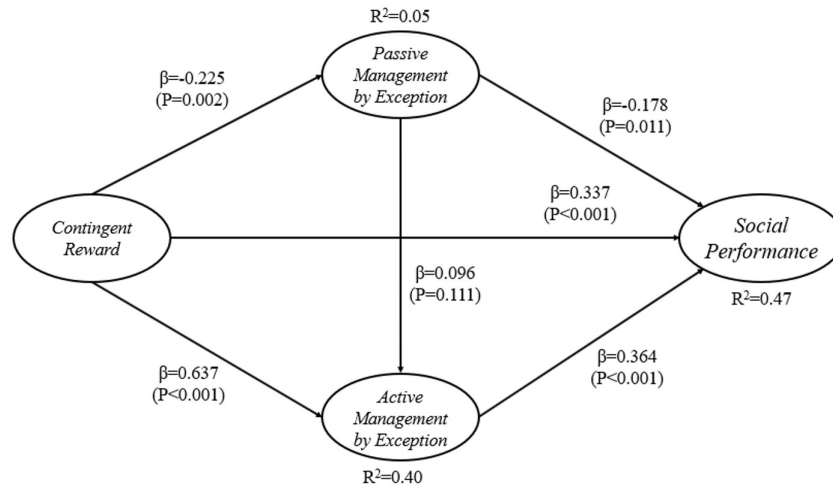 R²=0.05
Passive
Management
by Exception
β=-0.225
(P=0.002)
β=-0.178
(P=0.011)
β=0.337
(P<0.001)
Contingent
Reward
Social
Performance
β=0.096
(P=0.111)
R²=0.47
β=0.637
(P<0.001)
β=0.364
(P<0.001)
Active
Management
by Exception
R²=0.40